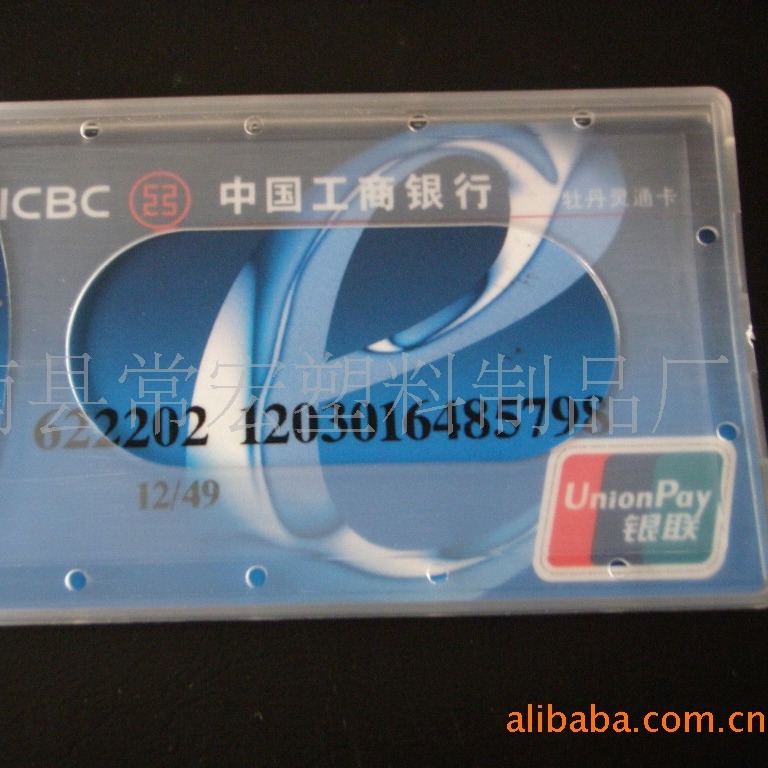 ICBC 中国工商银行 牡丹灵通卡
县常宏塑料制品厂
622202 1203016485798
12/49
UnionPay
银联
alibaba.com.cn